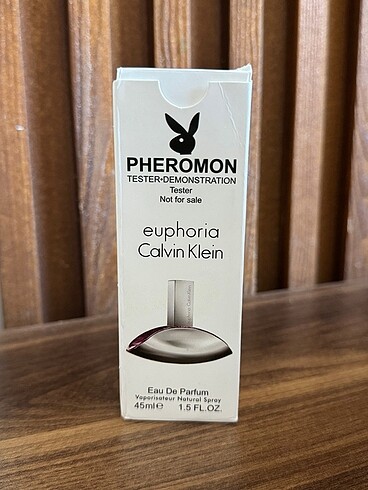 PHEROMON
TESTER•DEMONSTRATION
Tester
Not for sale
euphoria
Calvin Klein
Eau De Parfum
Vaporisateur Natural Spray
45ml℮ 1.5 FL.OZ.